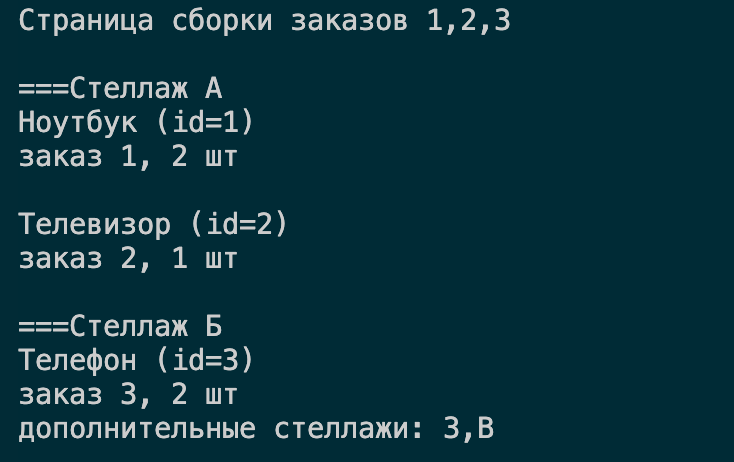 Страница сборки заказов 1,2,3
===Стеллаж А
Ноутбук (id=1)
заказ 1, 2 шт
Телевизор (id=2)
заказ 2, 1 шт
===Стеллаж Б
Телефон (id=3)
заказ 3, 2 шт
дополнительные стеллажи: З,В